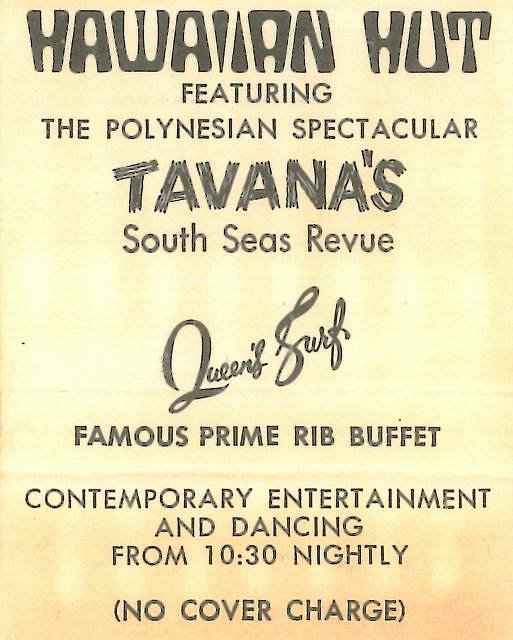 HAWAIIAN HUT
FEATURING
THE POLYNESIAN SPECTACULAR
TAVANA'S
South Seas Revue
Queen's Surf
FAMOUS PRIME RIB BUFFET
CONTEMPORARY ENTERTAINMENT
AND DANCING
FROM 10:30 NIGHTLY
(NO COVER CHARGE)